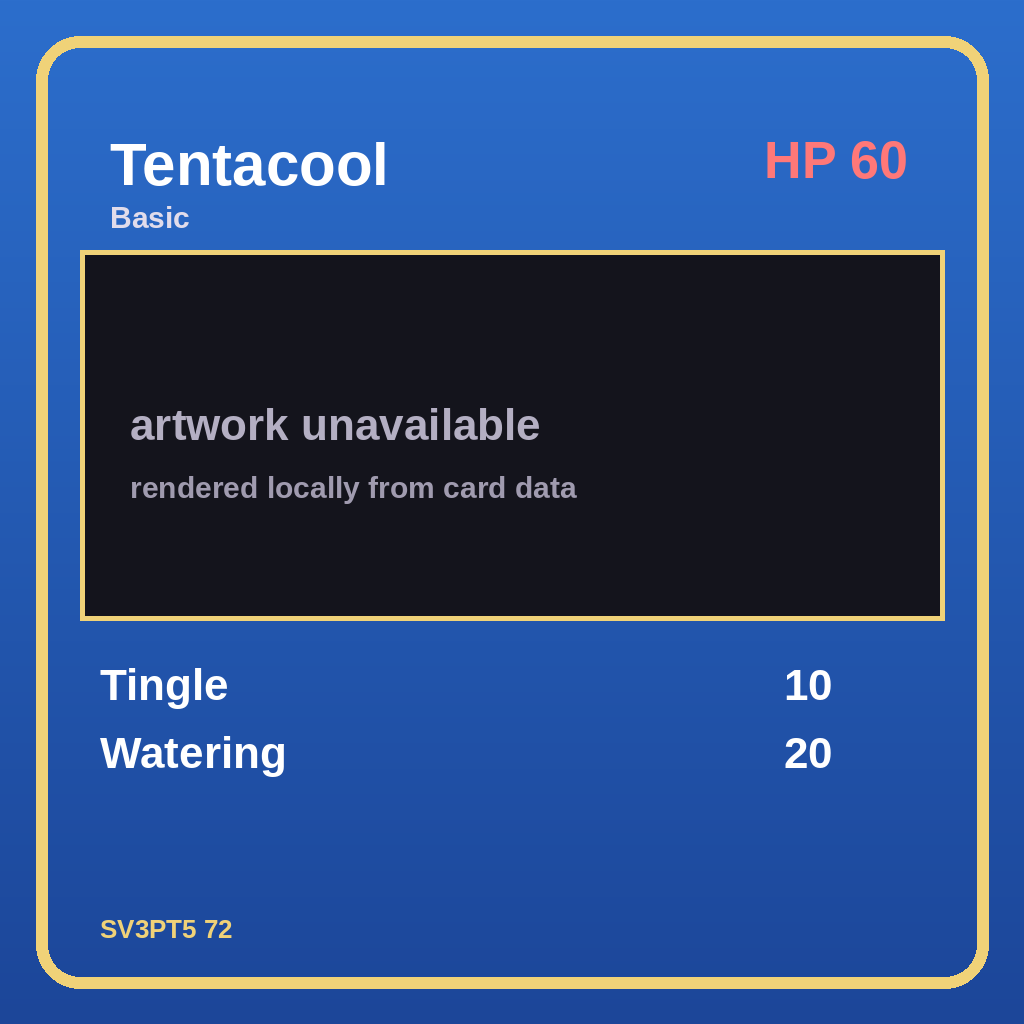 Tentacool HP 60
Basic
artwork unavailable
rendered locally from card data
Tingle 10
Watering 20
SV3PT5 72